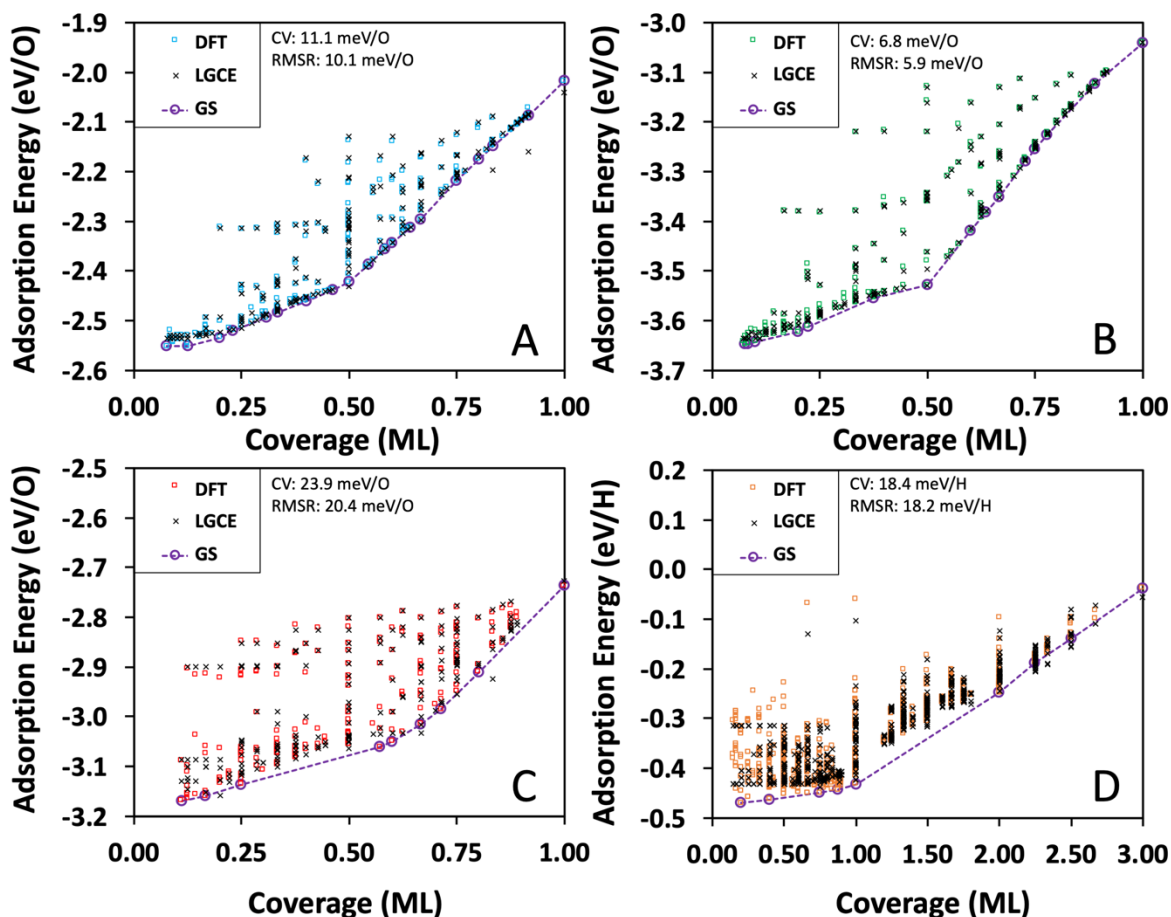 Adsorption Energy (eV/O)
-1.9
-2.0
-2.1
-2.2
-2.3
-2.4
-2.5
-2.6
DFT
LGCE
GS
CV: 11.1 meV/O
RMSR: 10.1 meV/O
A
0.00 0.25 0.50 0.75 1.00
Coverage (ML)
Adsorption Energy (eV/O)
-3.0
-3.1
-3.2
-3.3
-3.4
-3.5
-3.6
-3.7
DFT
LGCE
GS
CV: 6.8 meV/O
RMSR: 5.9 meV/O
B
0.00 0.25 0.50 0.75 1.00
Coverage (ML)
Adsorption Energy (eV/O)
-2.5
-2.6
-2.7
-2.8
-2.9
-3.0
-3.1
-3.2
DFT
LGCE
GS
CV: 23.9 meV/O
RMSR: 20.4 meV/O
C
0.00 0.25 0.50 0.75 1.00
Coverage (ML)
Adsorption Energy (eV/H)
0.2
0.1
0.0
-0.1
-0.2
-0.3
-0.4
-0.5
DFT
LGCE
GS
CV: 18.4 meV/H
RMSR: 18.2 meV/H
D
0.00 0.50 1.00 1.50 2.00 2.50 3.00
Coverage (ML)